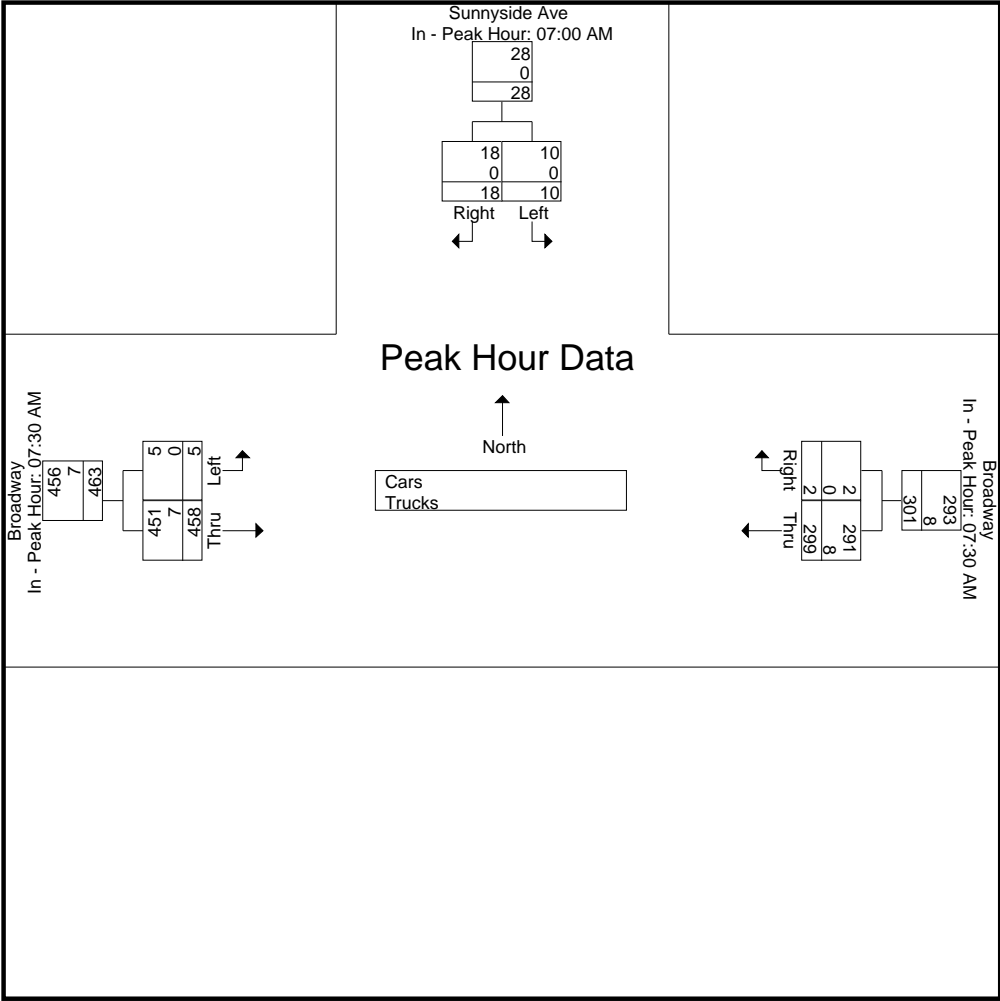 Sunnyside Ave
In - Peak Hour: 07:00 AM
28
0
28
18 10
0 0
18 10
Right Left
Peak Hour Data
North
Cars
Trucks
Broadway
In - Peak Hour: 07:30 AM
456
7
463
5
0
5
Left
451
7
458
Thru
Broadway
In - Peak Hour: 07:30 AM
293
8
301
2
0
2
Right
291
8
299
Thru